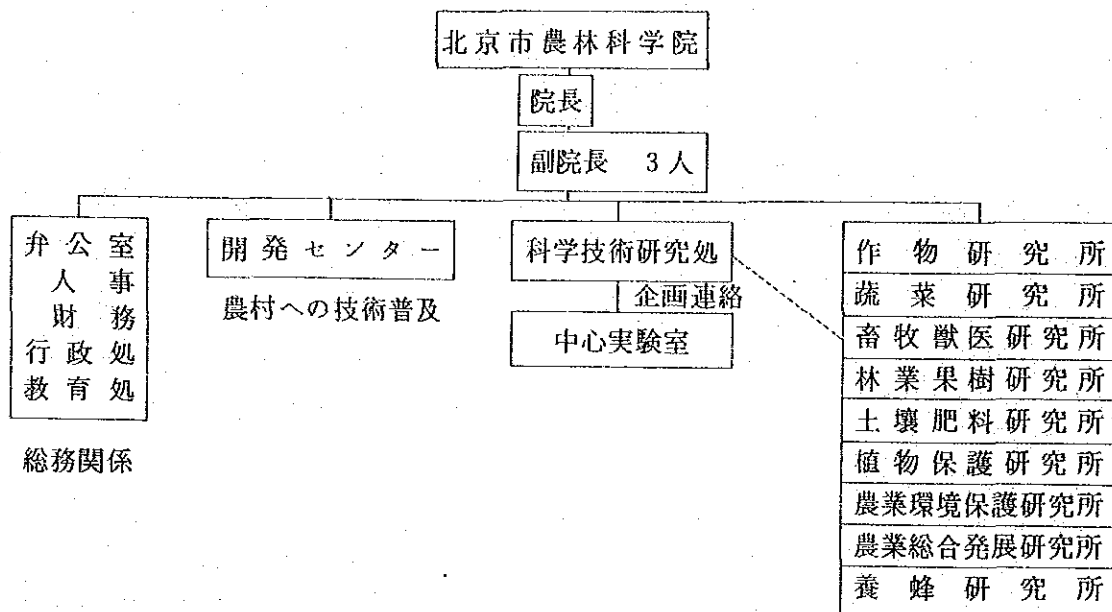 北京市農林科学院
院長
副院長 3人
弁公室
人事
財務
行政処
教育処
総務関係
開発センター
農村への技術普及
科学技術研究処
企画連絡
中心実験室
作物研究所
蔬菜研究所
畜牧獣医研究所
林業果樹研究所
土壌肥料研究所
植物保護研究所
農業環境保護研究所
農業総合発展研究所
養蜂研究所